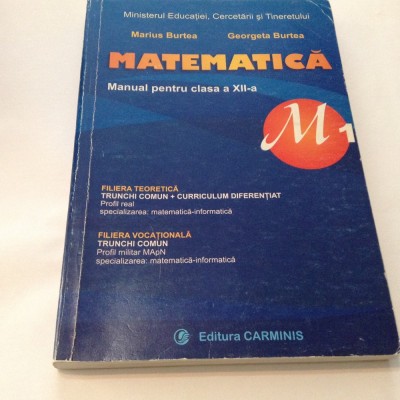 Ministerul Educației, Cercetării și Tineretului
Marius Burtea Georgeta Burtea
MATEMATICĂ
Manual pentru clasa a XII-a
M1
FILIERA TEORETICĂ
TRUNCHI COMUN + CURRICULUM DIFERENȚIAT
Profil real
specializarea: matematică-informatică
FILIERA VOCAȚIONALĂ
TRUNCHI COMUN
Profil militar MApN
specializarea: matematică-informatică
Editura CARMINIS